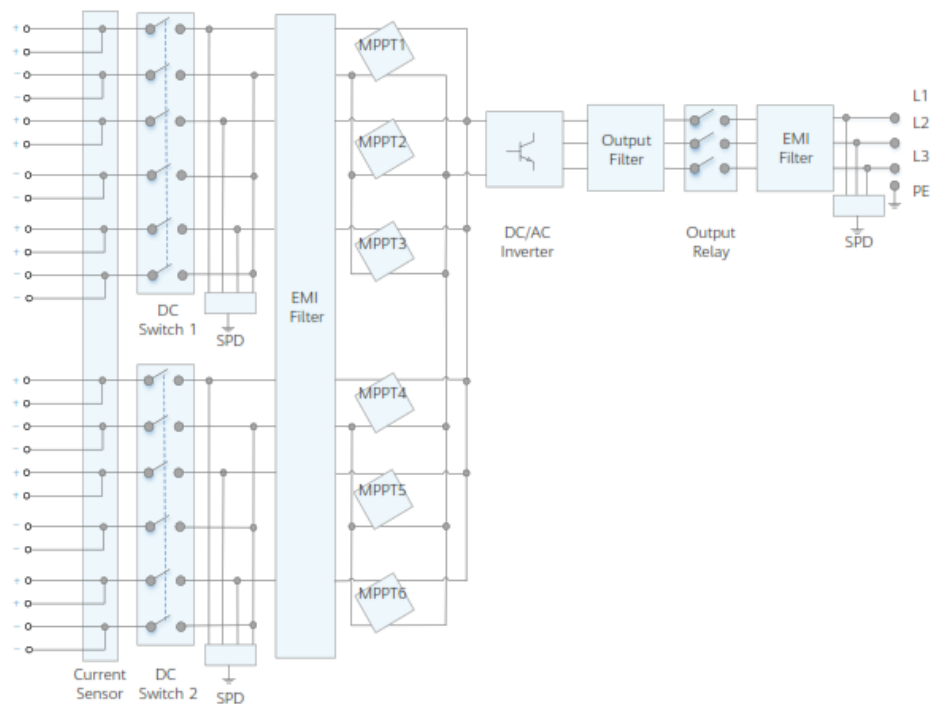 +
+
−
−
+
+
−
−
+
+
−
−
DC
Switch 1
SPD
EMI
Filter
MPPT1
MPPT2
MPPT3
DC/AC
Inverter
Output
Filter
Output
Relay
EMI
Filter
L1
L2
L3
PE
SPD
+
+
−
−
+
+
−
−
+
+
−
−
MPPT4
MPPT5
MPPT6
Current
Sensor
DC
Switch 2
SPD